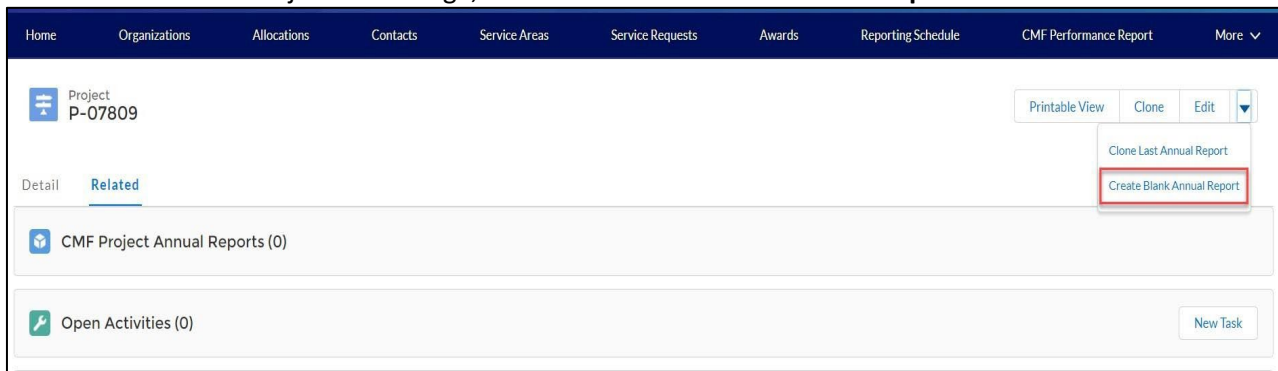 Home Organizations Allocations Contacts Service Areas Service Requests Awards Reporting Schedule CMF Performance Report More
Project
P-07809
Printable View Clone Edit
Clone Last Annual Report
Create Blank Annual Report
Detail Related
CMF Project Annual Reports (0)
Open Activities (0)
New Task